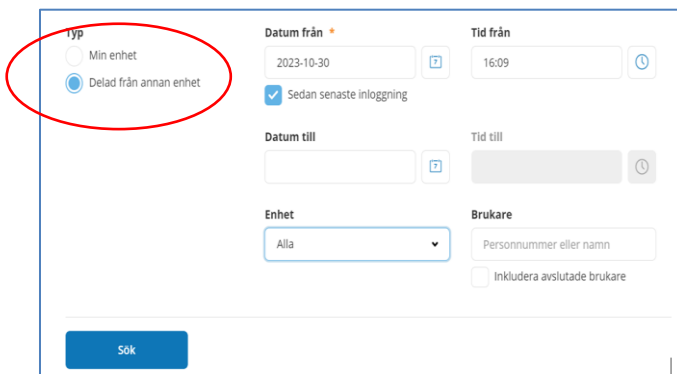 Typ
Min enhet
Delad från annan enhet
Datum från *
2023-10-30
Sedan senaste inloggning
Tid från
16:09
Datum till
Tid till
Enhet
Alla
Brukare
Personnummer eller namn
Inkludera avslutade brukare
Sök